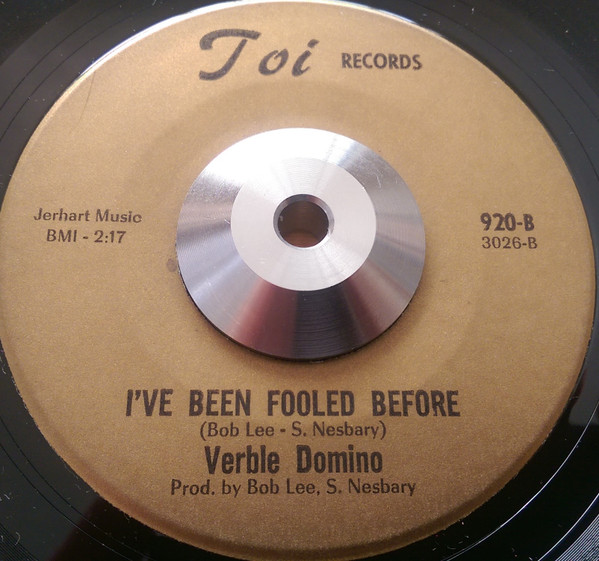 Toi RECORDS
Jerhart Music
BMI - 2:17
920-B
3026-B
I'VE BEEN FOOLED BEFORE
(Bob Lee - S. Nesbary)
Verble Domino
Prod. by Bob Lee, S. Nesbary